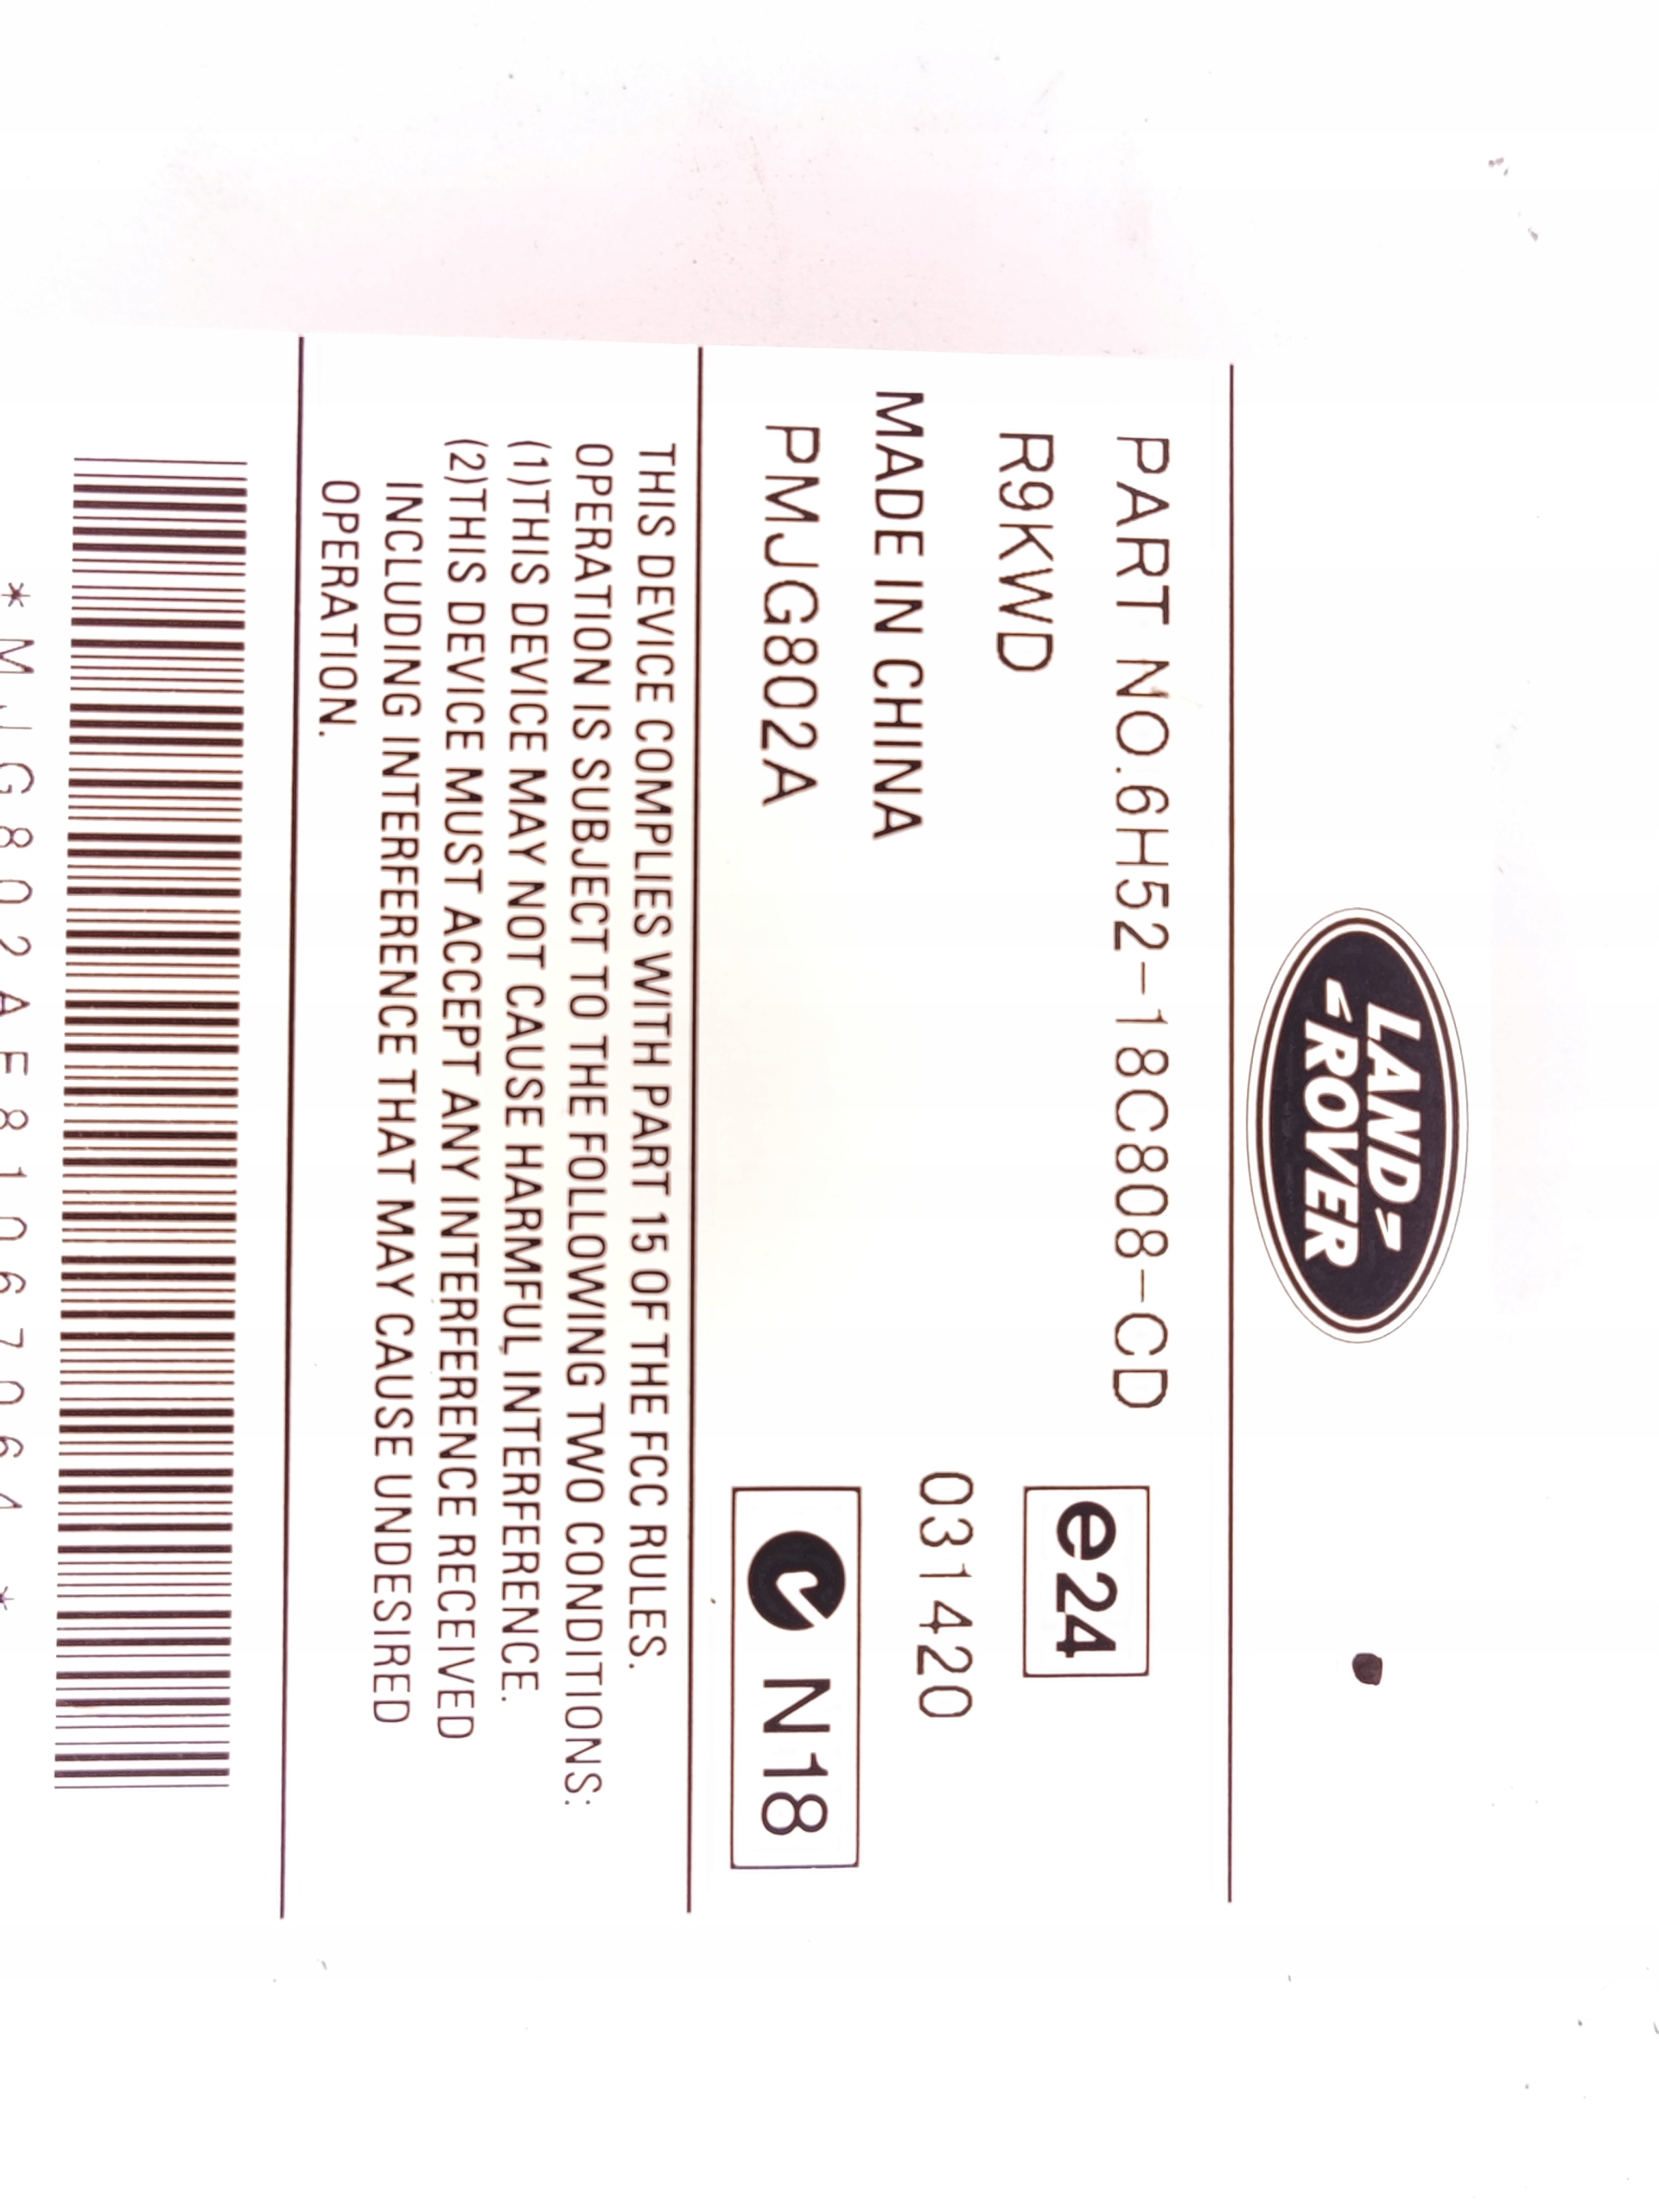 LAND ROVER
PART NO.6H52-18C808-CD
R9KWD
e24
031420
MADE IN CHINA
PMJG802A
N18
THIS DEVICE COMPLIES WITH PART 15 OF THE FCC RULES.
OPERATION IS SUBJECT TO THE FOLLOWING TWO CONDITIONS:
(1)THIS DEVICE MAY NOT CAUSE HARMFUL INTERFERENCE.
(2)THIS DEVICE MUST ACCEPT ANY INTERFERENCE RECEIVED
INCLUDING INTERFERENCE THAT MAY CAUSE UNDESIRED
OPERATION.